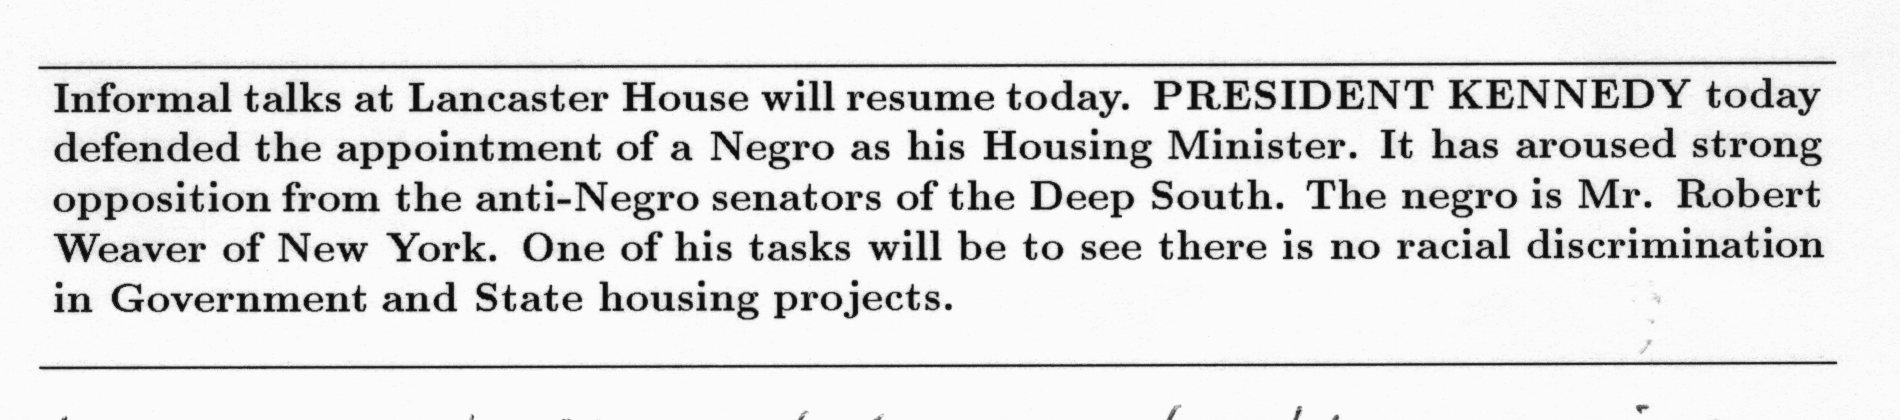 Informal talks at Lancaster House will resume today. PRESIDENT KENNEDY today
defended the appointment of a Negro as his Housing Minister. It has aroused strong
opposition from the anti-Negro senators of the Deep South. The negro is Mr. Robert
Weaver of New York. One of his tasks will be to see there is no racial discrimination
in Government and State housing projects.